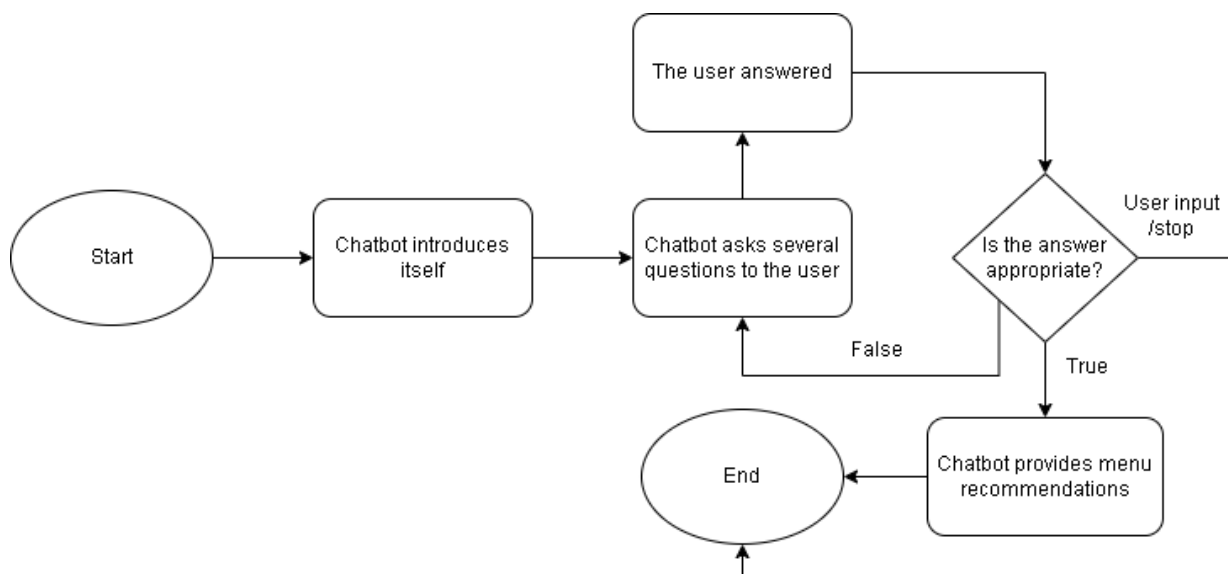 Start
Chatbot introduces
itself
Chatbot asks several
questions to the user
The user answered
Is the answer
appropriate?
User input
/stop
False
True
Chatbot provides menu
recommendations
End